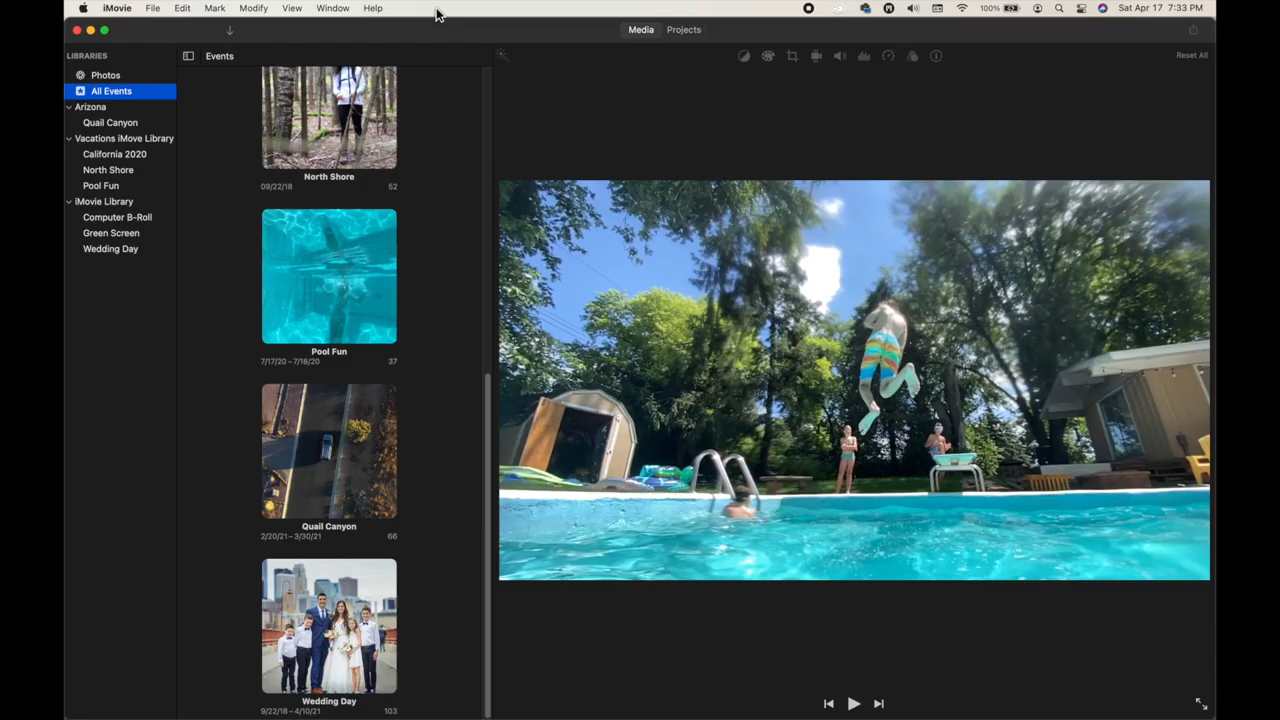 iMovie File Edit Mark Modify View Window Help 100% Sat Apr 17 7:33 PM
Media Projects
LIBRARIES Events Reset All
Photos
All Events
Arizona
Quail Canyon
Vacations iMove Library
California 2020
North Shore
Pool Fun
iMovie Library
Computer B-Roll
Green Screen
Wedding Day
North Shore
09/22/18 52
Pool Fun
7/17/20 – 7/18/20 37
Quail Canyon
2/20/21 – 3/30/21 66
Wedding Day
9/22/18 – 4/10/21 103